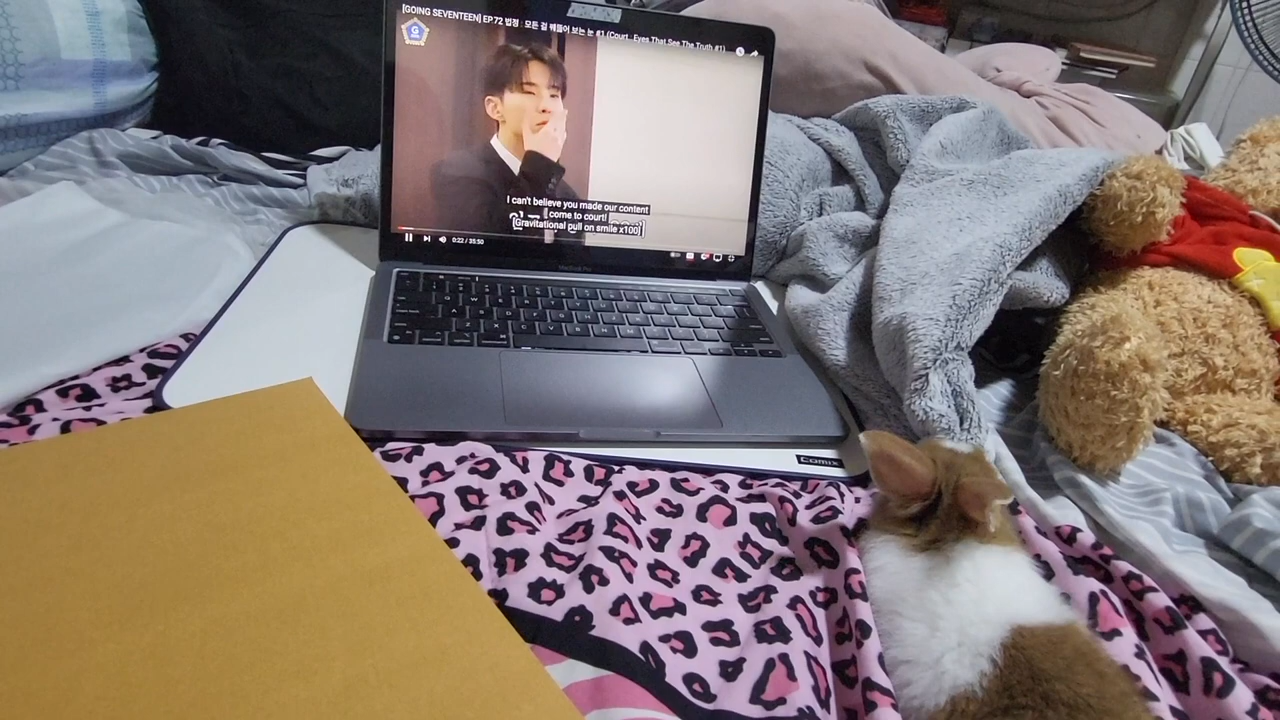 [GOING SEVENTEEN] EP.72 법정 : 모든 걸 꿰뚫어 보는 눈 #1 (Court : Eyes That See The Truth #1)
G
I can't believe you made our content
come to court!
[Gravitational pull on smile x100]
0:22 / 35:50
MacBook Pro
Comix